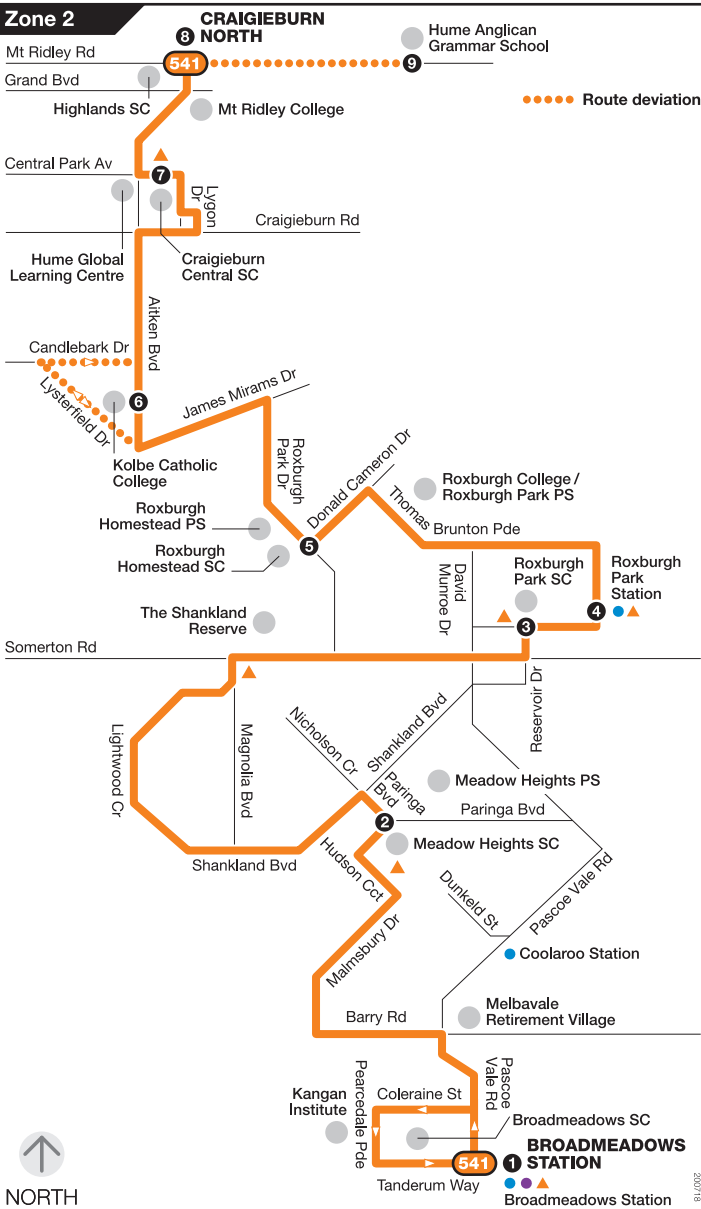 Zone 2
8 CRAIGIEBURN
NORTH
541
Hume Anglican
Grammar School
9
Mt Ridley Rd
Grand Bvd
Highlands SC
Mt Ridley College
Route deviation
Central Park Av
7
Lygon
Dr
Craigieburn Rd
Hume Global
Learning Centre
Craigieburn
Central SC
Aitken Bvd
Candlebark Dr
Lysterfield Dr
6
Kolbe Catholic
College
James Mirams Dr
Roxburgh
Park Dr
Donald Cameron Dr
Thomas
Brunton Pde
Roxburgh College/
Roxburgh Park PS
Roxburgh
Homestead PS
5
Roxburgh
Homestead SC
David
Munroe Dr
Roxburgh
Park SC
Roxburgh
Park
Station
4
3
The Shankland
Reserve
Somerton Rd
Reservoir Dr
Lightwood Cr
Magnolia Bvd
Nicholson Cr
Shankland Bvd
Paringa
Bvd
Meadow Heights PS
Paringa Bvd
2
Meadow Heights SC
Shankland Bvd
Hudson Cct
Dunkeld St
Pascoe Vale Rd
Malmsbury Dr
Coolaroo Station
Barry Rd
Melbavale
Retirement Village
Pascoe
Vale Rd
Pearcedale Pde
Coleraine St
Kangan
Institute
Broadmeadows SC
541
1 BROADMEADOWS
STATION
Tanderum Way
Broadmeadows Station
NORTH
200718